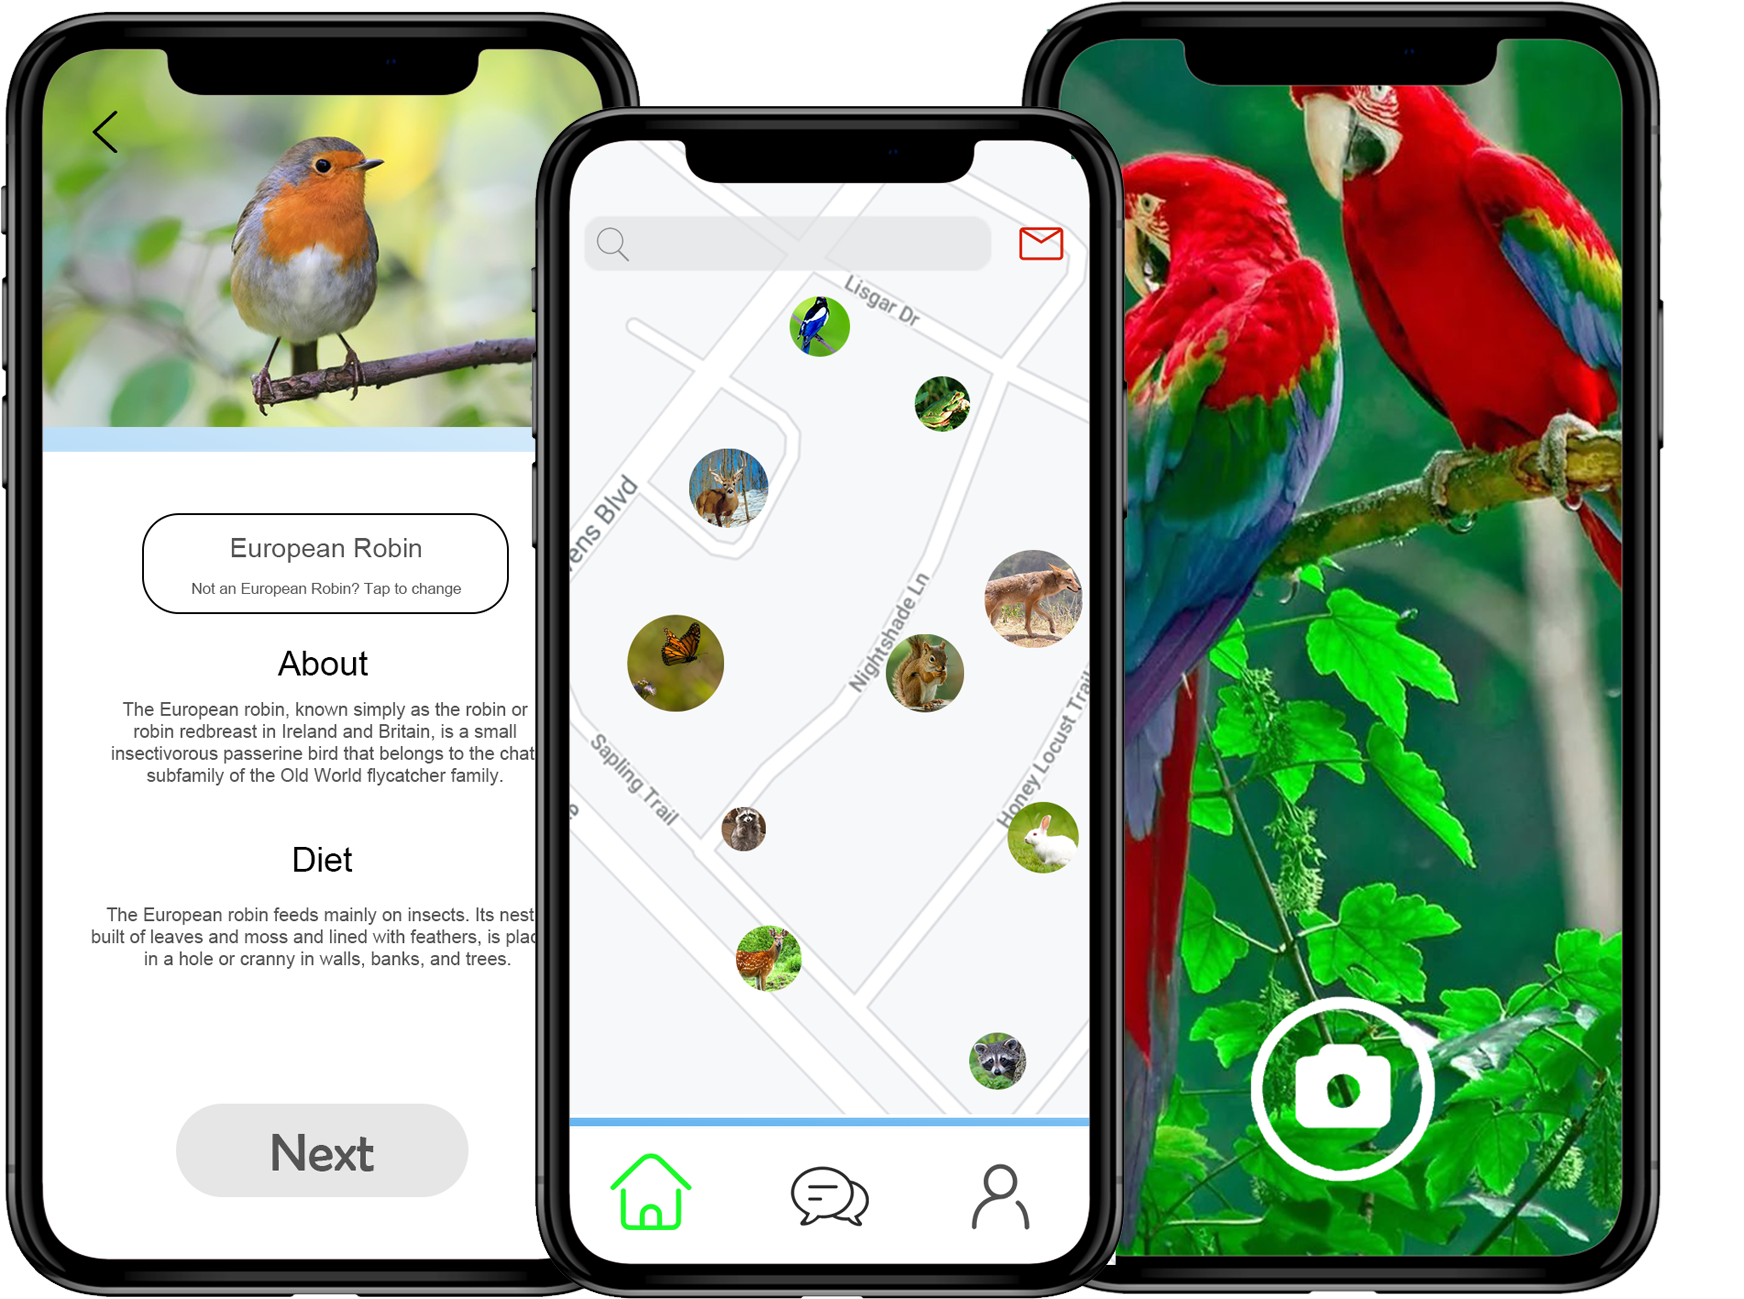 European Robin
Not an European Robin? Tap to change
About
The European robin, known simply as the robin or
robin redbreast in Ireland and Britain, is a small
insectivorous passerine bird that belongs to the chat
subfamily of the Old World flycatcher family.
Diet
The European robin feeds mainly on insects. Its nest
built of leaves and moss and lined with feathers, is plac
in a hole or cranny in walls, banks, and trees.
Next
Lisgar Dr
ens Blvd
Nightshade Ln
Honey Locust Trail
Sapling Trail